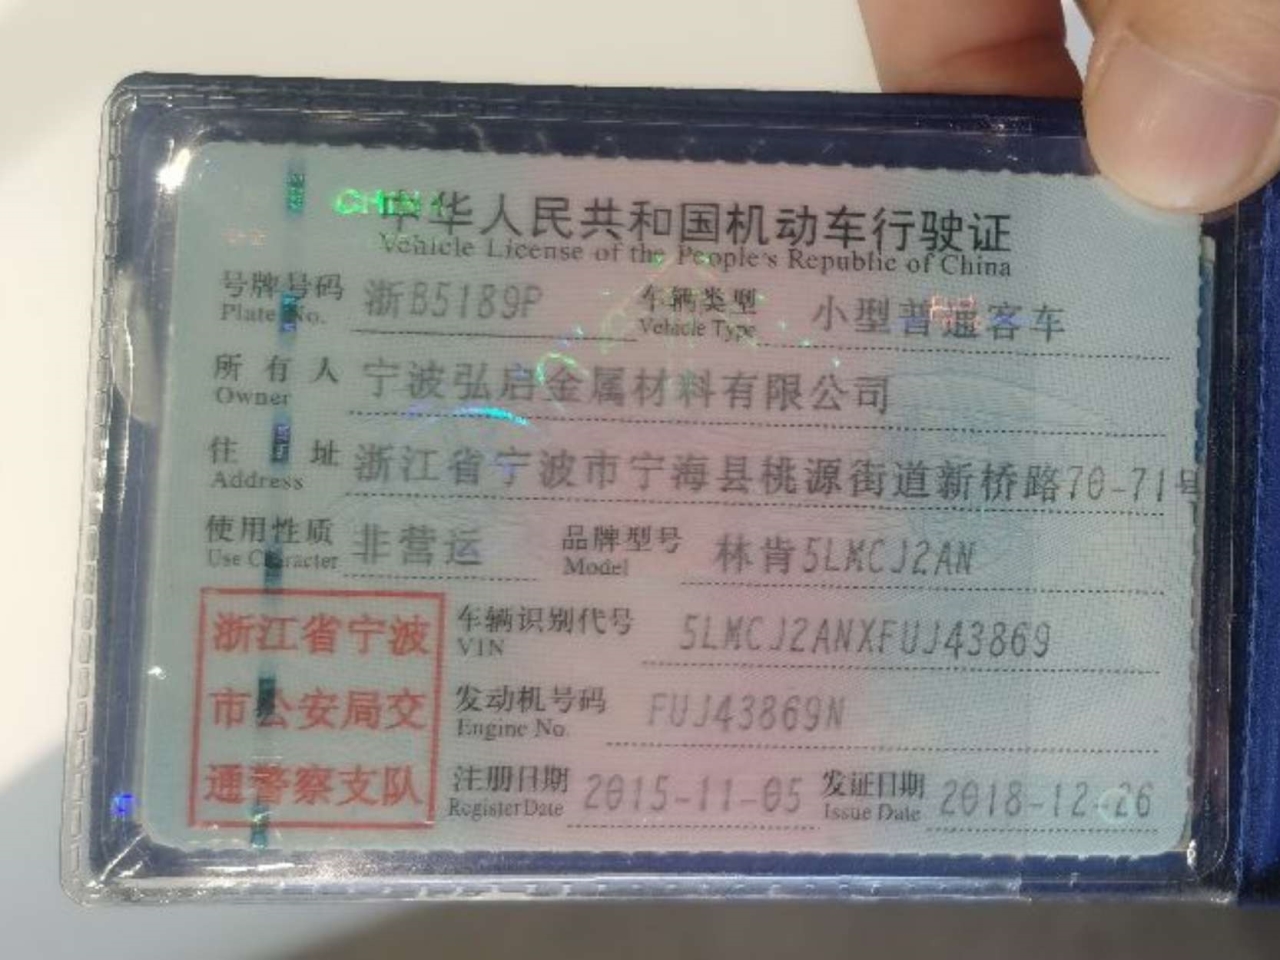 中华人民共和国机动车行驶证
Vehicle License of the People's Republic of China
号牌号码 浙B5189P 车辆类型 小型普通客车
Plate No. Vehicle Type
所有人 宁波弘启金属材料有限公司
Owner
住址 浙江省宁波市宁海县桃源街道新桥路70-71号
Address
使用性质 非营运 品牌型号 林肯5LMCJ2AN
Use Character Model
浙江省宁波 车辆识别代号 5LMCJ2ANXFUJ43869
VIN
市公安局交 发动机号码 FUJ43869N
Engine No.
通警察支队 注册日期 2015-11-05 发证日期 2018-12-26
Register Date Issue Date